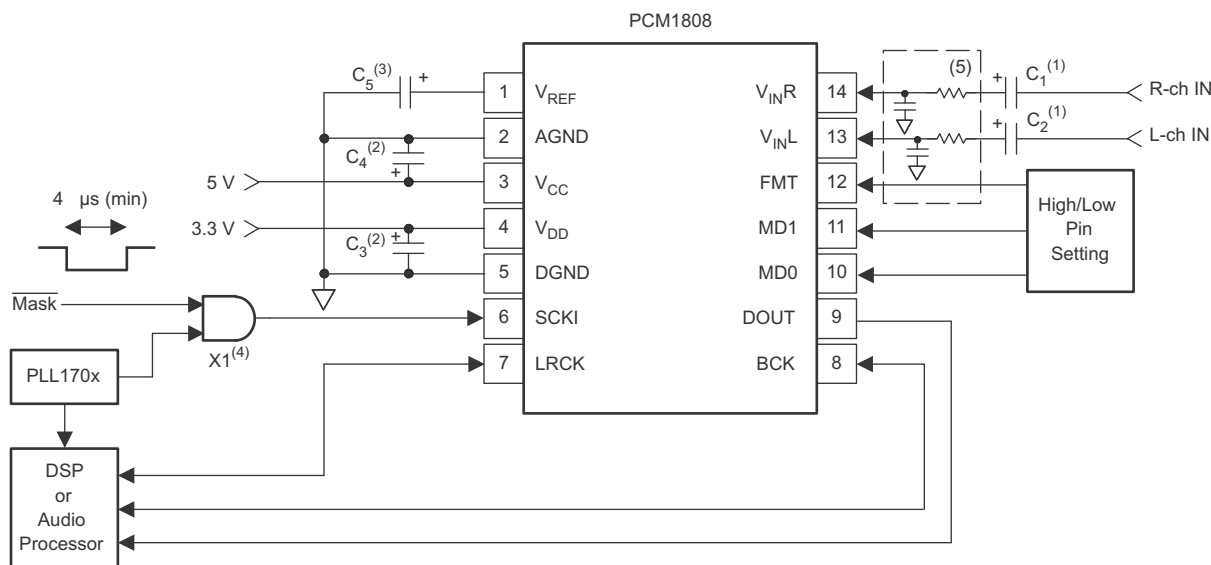 PCM1808
C5(3) +
1 VREF
2 AGND
C4(2)
+
5 V
3 VCC
4 µs (min)
3.3 V
4 VDD
C3(2) +
5 DGND
Mask
6 SCKI
X1(4)
7 LRCK
PLL170x
DSP
or
Audio
Processor
(5)
+ C1(1)
VINR 14
R-ch IN
+ C2(1)
VINL 13
L-ch IN
FMT 12
MD1 11
MD0 10
High/Low
Pin
Setting
DOUT 9
BCK 8